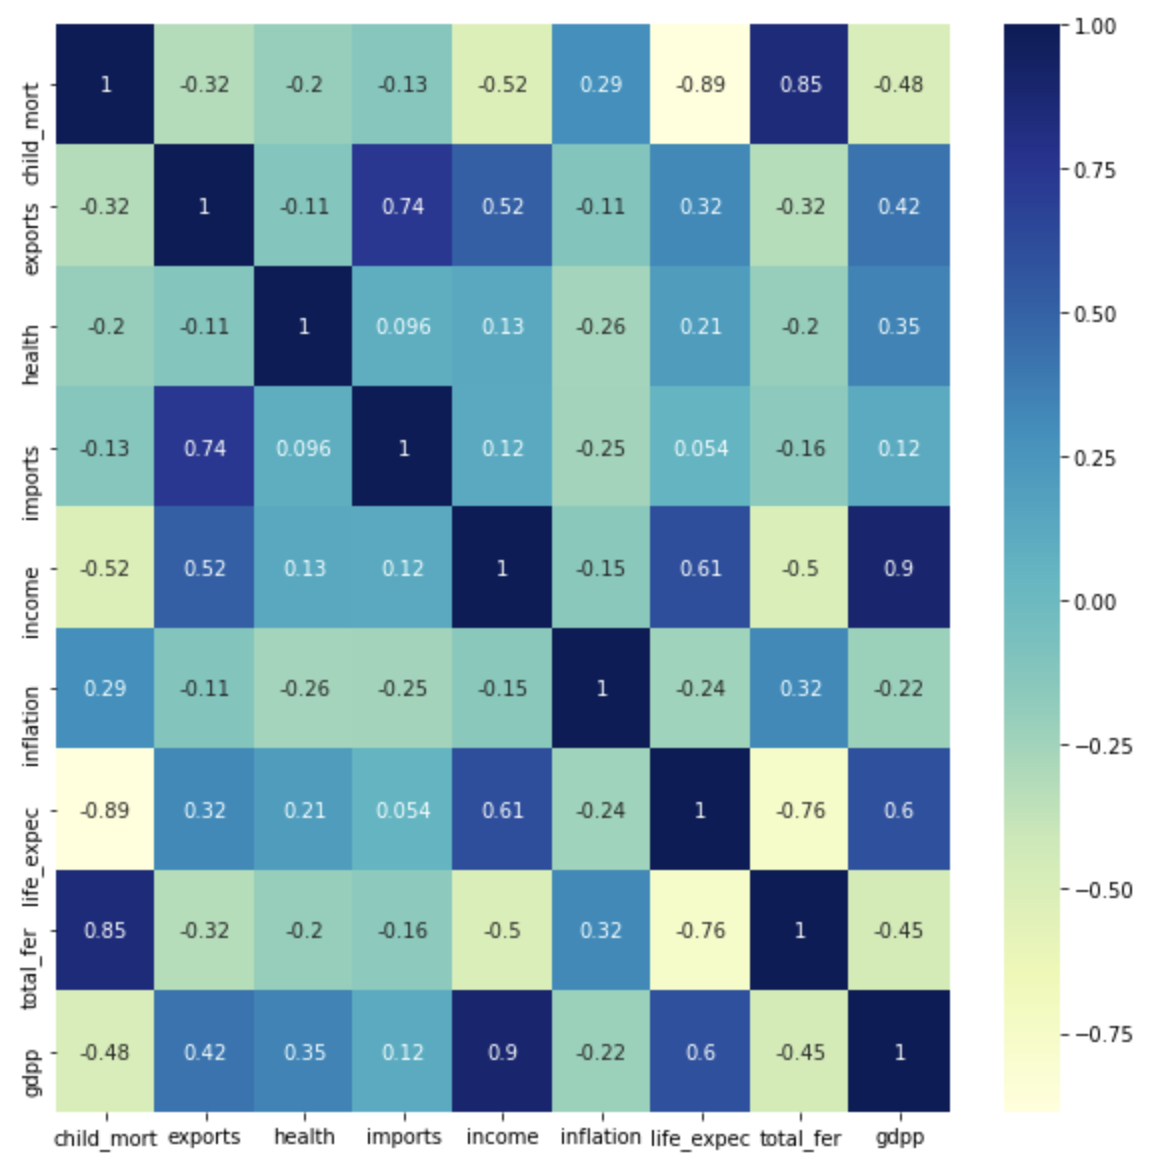 child_mort 1 -0.32 -0.2 -0.13 -0.52 0.29 -0.89 0.85 -0.48
exports -0.32 1 -0.11 0.74 0.52 -0.11 0.32 -0.32 0.42
health -0.2 -0.11 1 0.096 0.13 -0.26 0.21 -0.2 0.35
imports -0.13 0.74 0.096 1 0.12 -0.25 0.054 -0.16 0.12
income -0.52 0.52 0.13 0.12 1 -0.15 0.61 -0.5 0.9
inflation 0.29 -0.11 -0.26 -0.25 -0.15 1 -0.24 0.32 -0.22
life_expec -0.89 0.32 0.21 0.054 0.61 -0.24 1 -0.76 0.6
total_fer 0.85 -0.32 -0.2 -0.16 -0.5 0.32 -0.76 1 -0.45
gdpp -0.48 0.42 0.35 0.12 0.9 -0.22 0.6 -0.45 1
child_mort exports health imports income inflation life_expec total_fer gdpp
1.00
0.75
0.50
0.25
0.00
−0.25
−0.50
−0.75